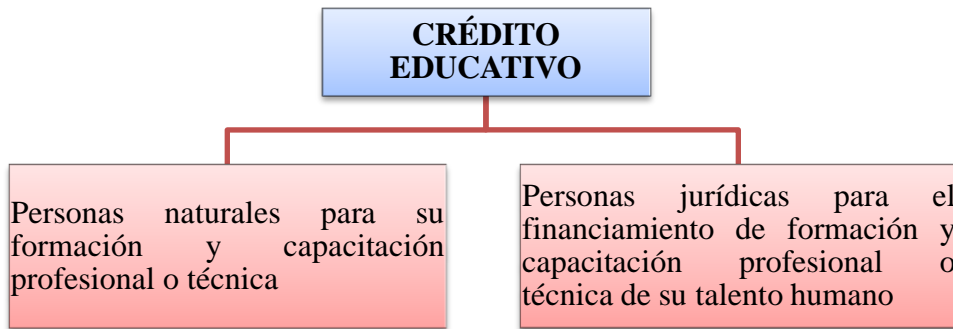 CRÉDITO
EDUCATIVO
Personas naturales para su
formación y capacitación
profesional o técnica
Personas jurídicas para el
financiamiento de formación y
capacitación profesional o
técnica de su talento humano